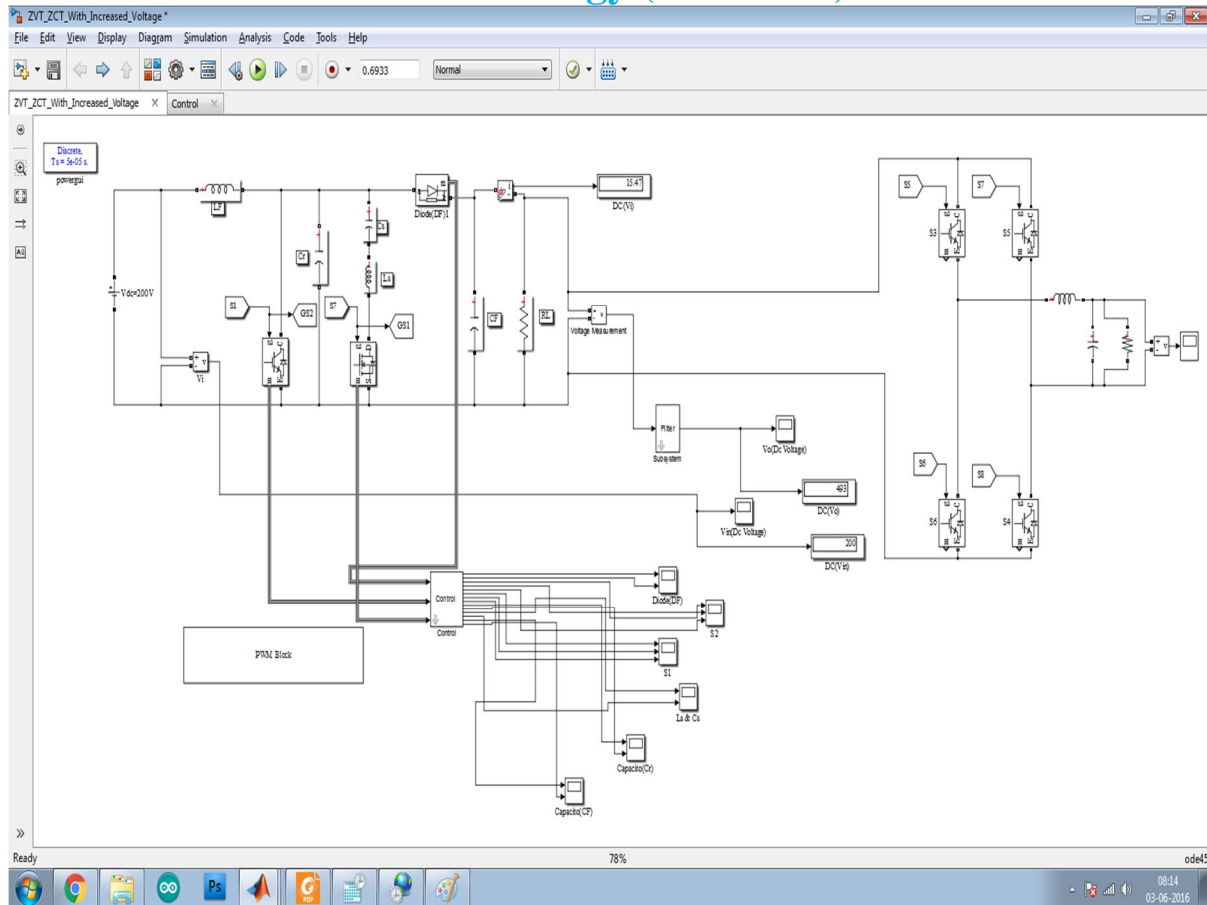 ZVT_ZCT_With_Increased_Voltage *
File Edit View Display Diagram Simulation Analysis Code Tools Help
0.6933
Normal
ZVT_ZCT_With_Increased_Voltage
Control
Discrete,
Ts = 5e-05 s.
powergui
LF
Cr
Cs
Ls
Diode(DF)1
15.47
DC(Vi)
S5
S7
S3
S5
Vdc=200V
S1
GS2
S7
GS1
CF
RL
Voltage Measurement
Vi
Filter
Subsystem
Vo(Dc Voltage)
493
DC(Vo)
Vin(Dc Voltage)
200
DC(Vin)
S6
S8
S6
S4
Control
Control
Diode(DF)
S2
PWM Block
S1
Ls & Cs
Capacito(Cr)
Capacito(CF)
Ready
78%
ode45
Ps
PDF
08:14
03-06-2016